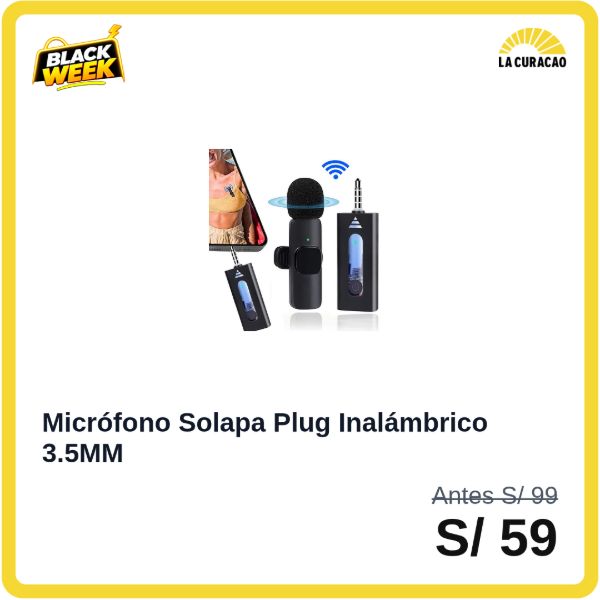 BLACK
WEEK
LA CURACAO
Micrófono Solapa Plug Inalámbrico
3.5MM
Antes S/ 99
S/ 59